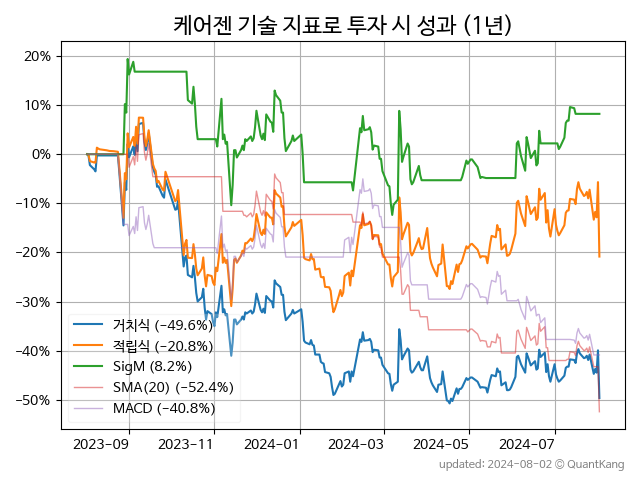 케어젠 기술 지표로 투자 시 성과 (1년)
20%
10%
0%
−10%
−20%
−30%
−40%
−50%
거치식 (−49.6%)
적립식 (−20.8%)
SigM (8.2%)
SMA(20) (−52.4%)
MACD (−40.8%)
2023−09 2023−11 2024−01 2024−03 2024−05 2024−07
updated: 2024−08−02 © QuantKang